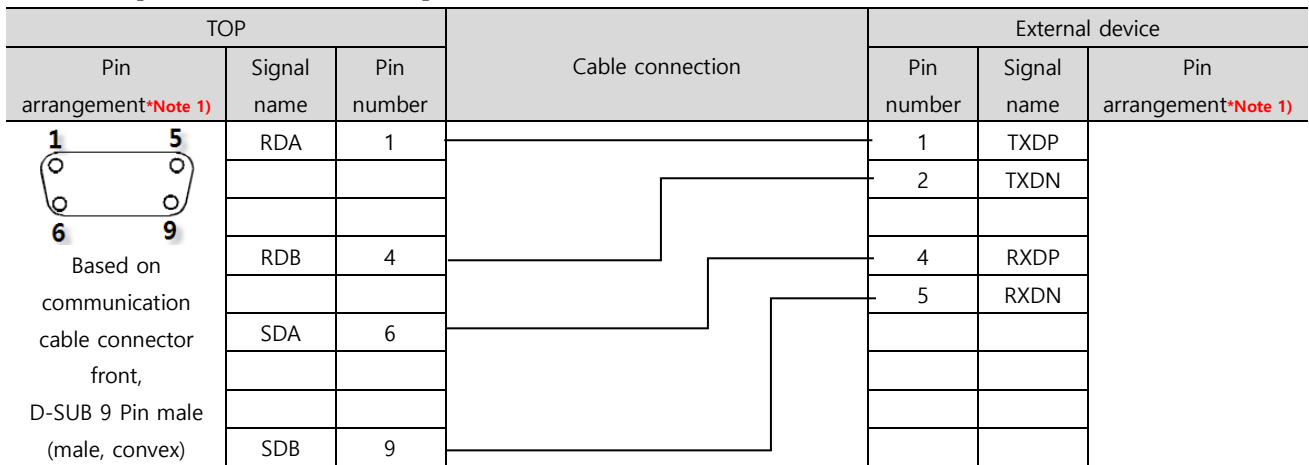 TOP
Cable connection
External device
Pin arrangement*Note 1)
Signal name
Pin number
Pin number
Signal name
Pin arrangement*Note 1)
1 5
6 9
Based on
communication
cable connector
front,
D-SUB 9 Pin male
(male, convex)
RDA 1 1 TXDP
2 TXDN
RDB 4 4 RXDP
5 RXDN
SDA 6
SDB 9